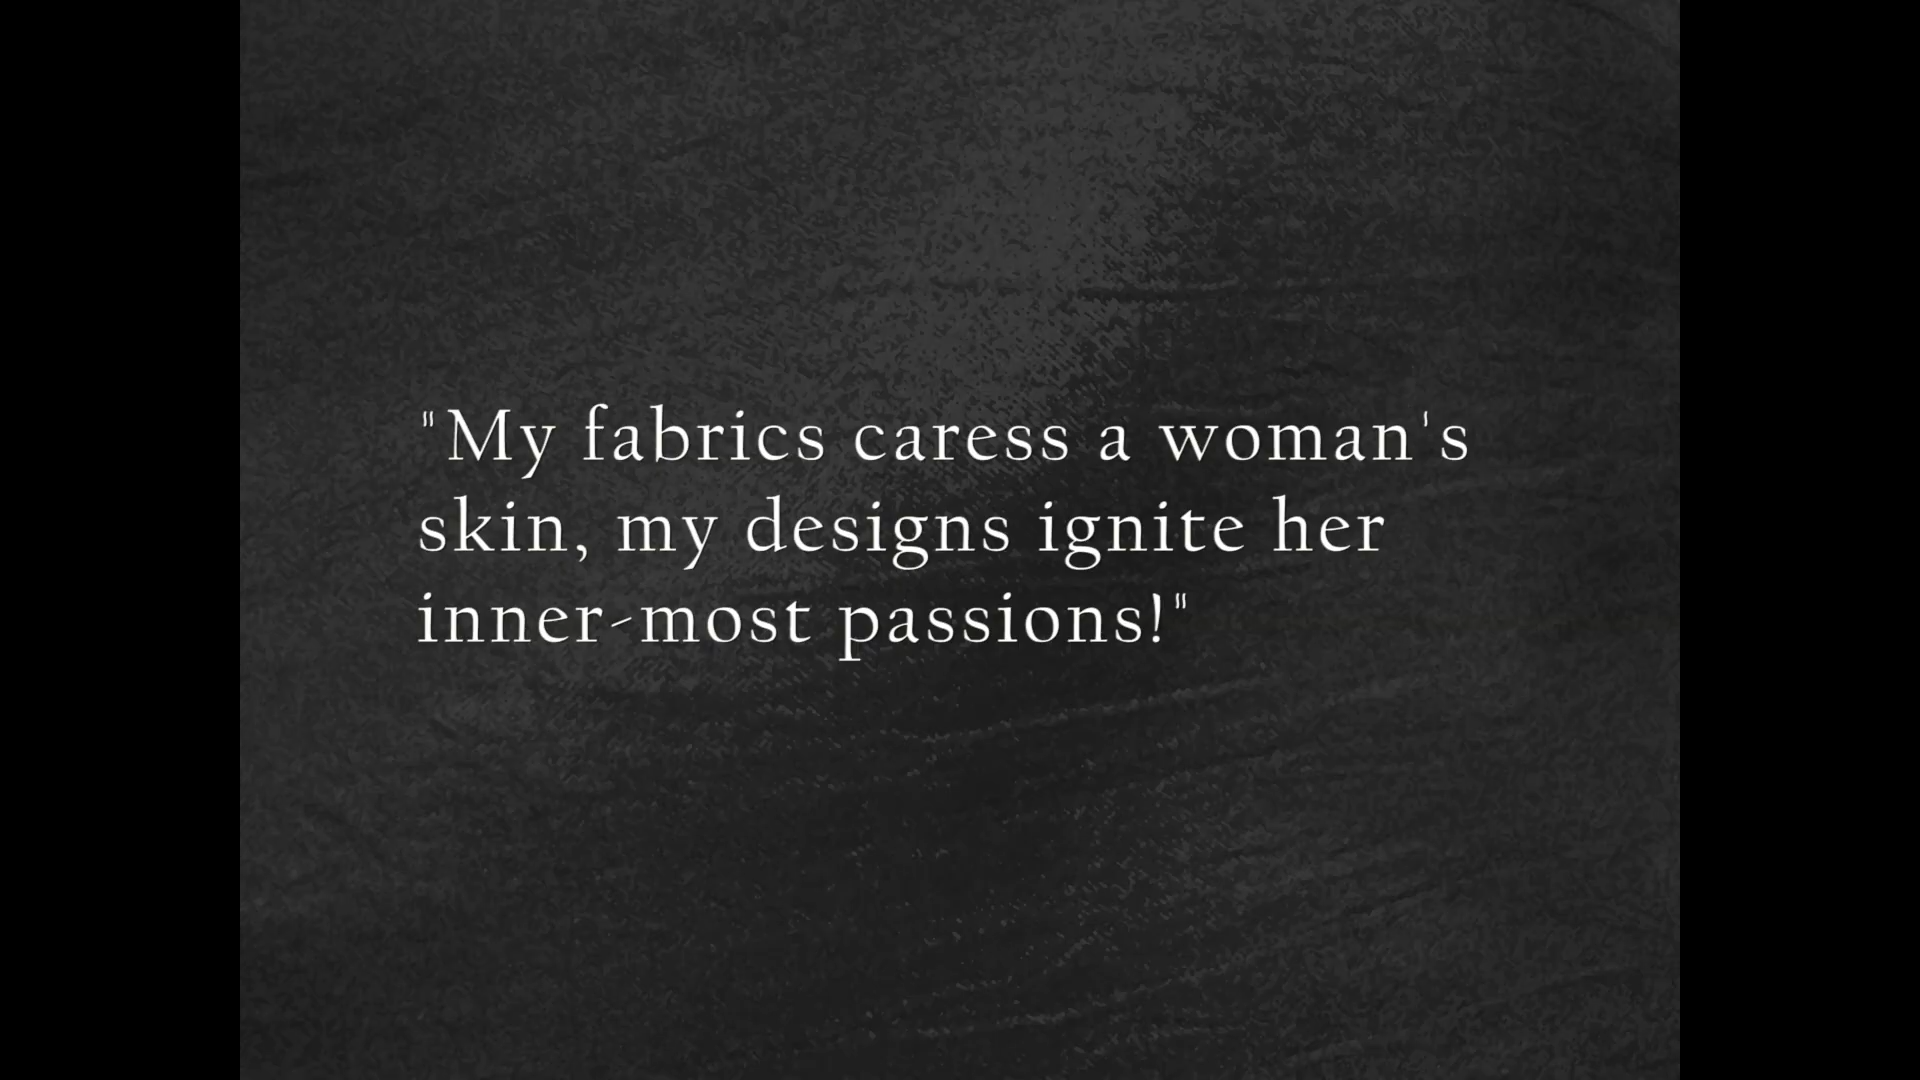 "My fabrics caress a woman's
skin, my designs ignite her
inner-most passions!"